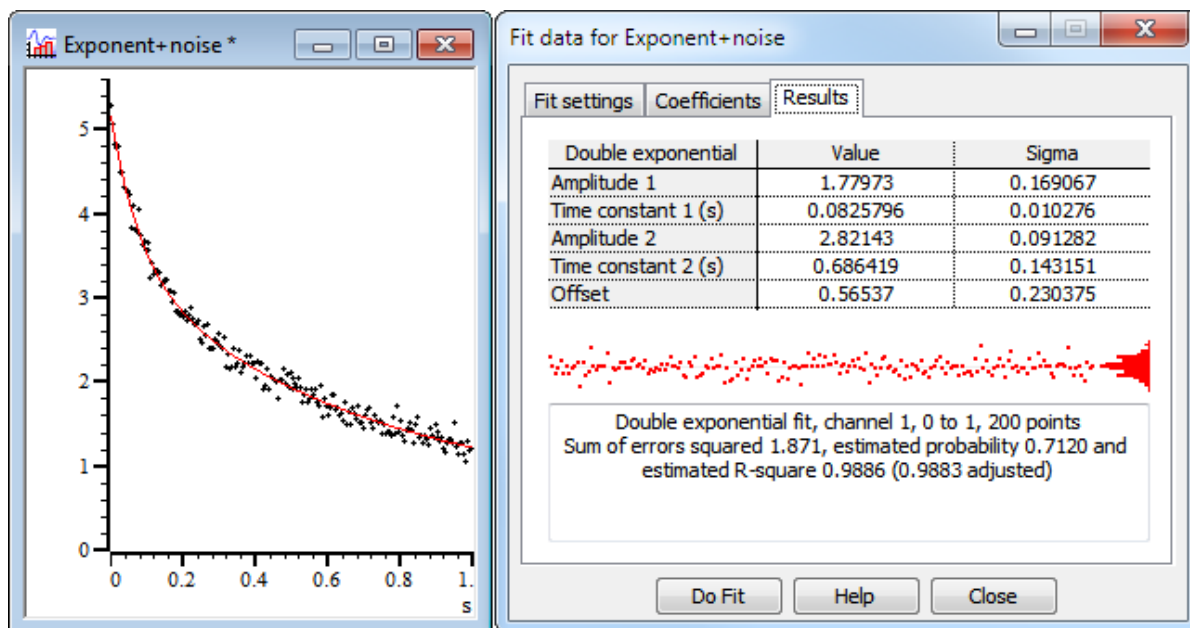 Exponent+noise *
5
4
3
2
1
0
0 0.2 0.4 0.6 0.8 1.
s
Fit data for Exponent+noise
Fit settings Coefficients Results
Double exponential Value Sigma
Amplitude 1 1.77973 0.169067
Time constant 1 (s) 0.0825796 0.010276
Amplitude 2 2.82143 0.091282
Time constant 2 (s) 0.686419 0.143151
Offset 0.56537 0.230375
Double exponential fit, channel 1, 0 to 1, 200 points
Sum of errors squared 1.871, estimated probability 0.7120 and
estimated R-square 0.9886 (0.9883 adjusted)
Do Fit Help Close